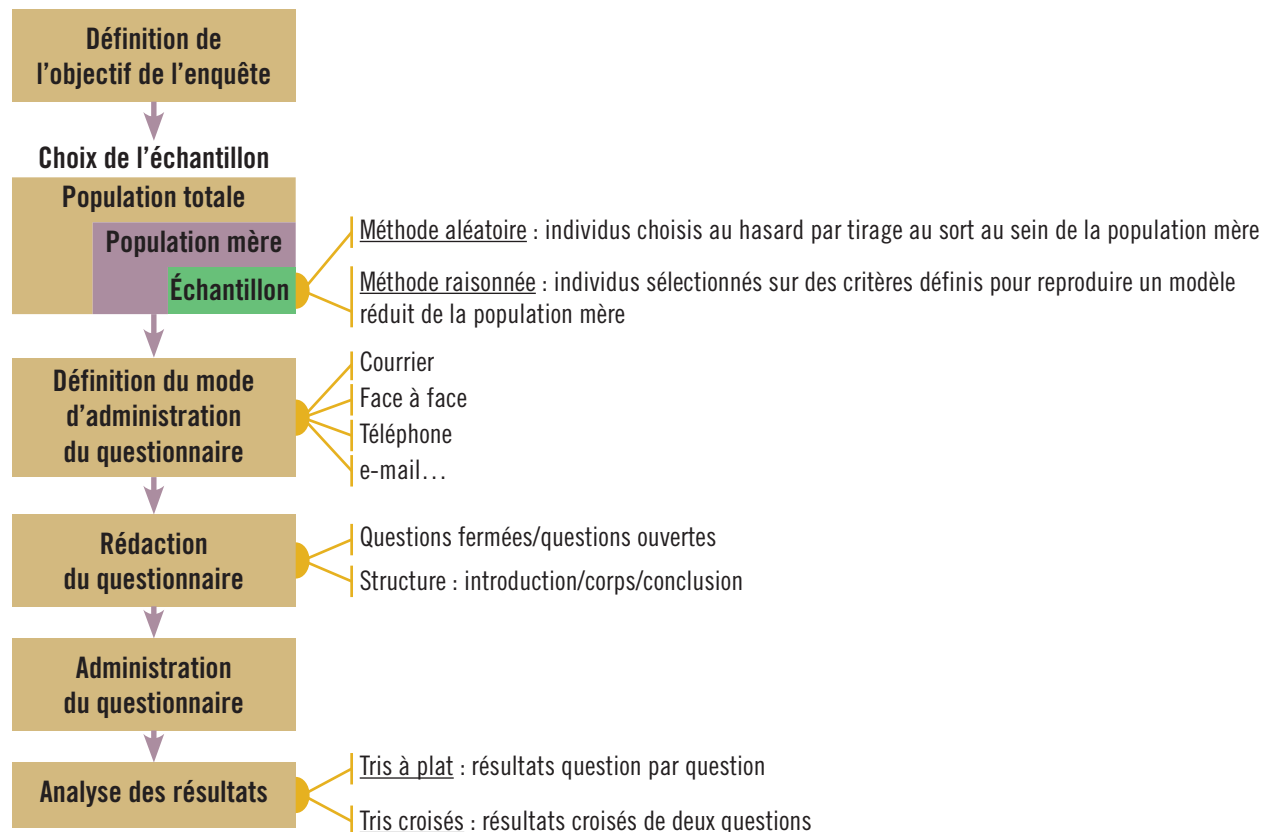 Définition de
l’objectif de l’enquête
Choix de l’échantillon
Population totale
Population mère
Échantillon
Méthode aléatoire : individus choisis au hasard par tirage au sort au sein de la population mère
Méthode raisonnée : individus sélectionnés sur des critères définis pour reproduire un modèle
réduit de la population mère
Définition du mode
d’administration
du questionnaire
Courrier
Face à face
Téléphone
e-mail…
Rédaction
du questionnaire
Questions fermées/questions ouvertes
Structure : introduction/corps/conclusion
Administration
du questionnaire
Analyse des résultats
Tris à plat : résultats question par question
Tris croisés : résultats croisés de deux questions